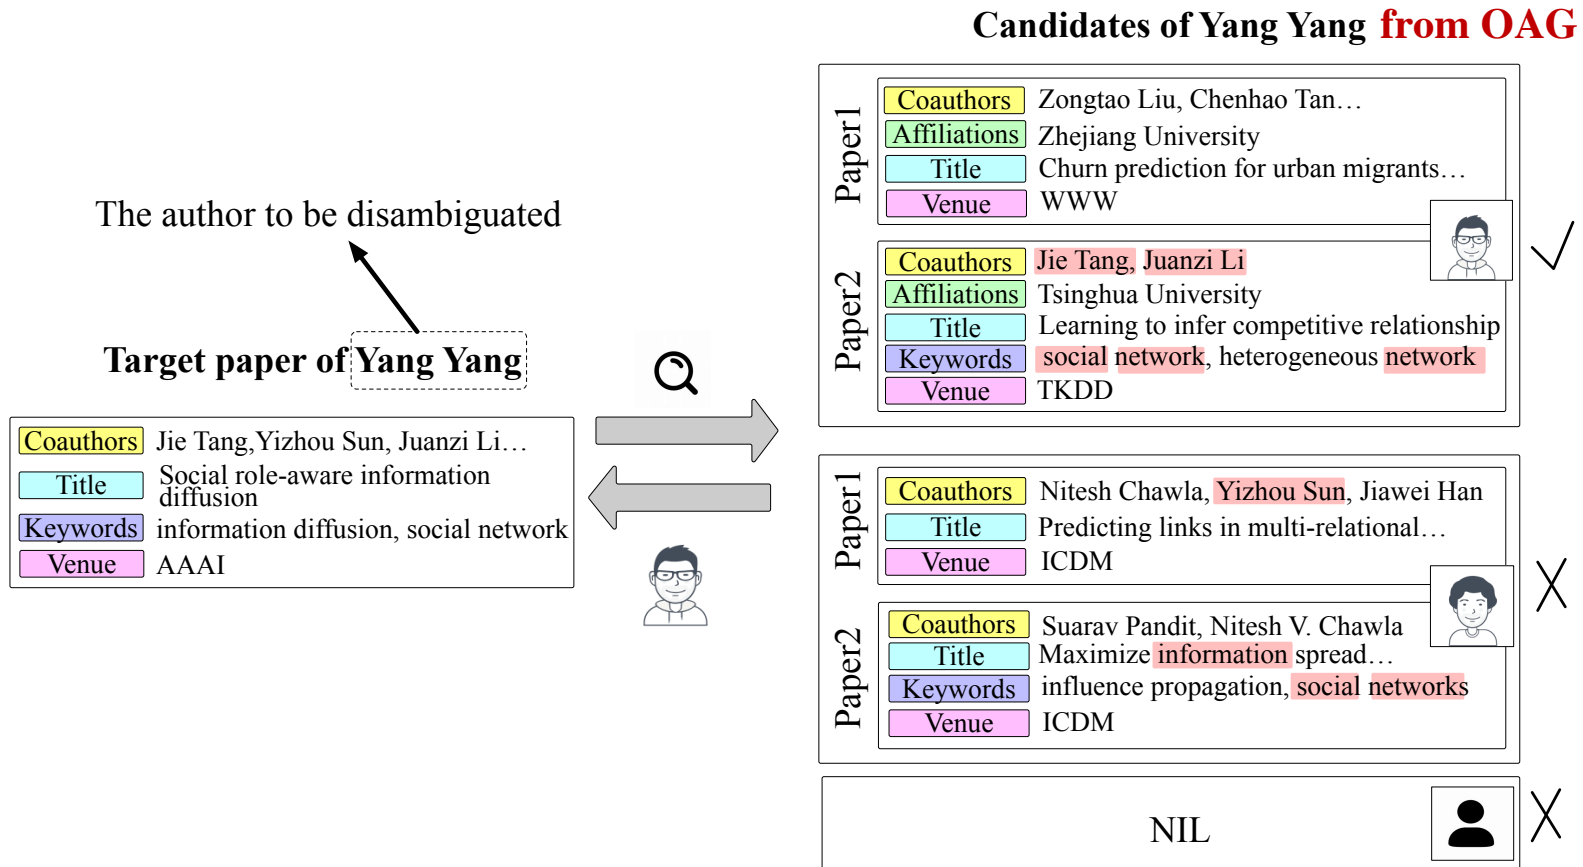 Candidates of Yang Yang from OAG
The author to be disambiguated
Target paper of Yang Yang
Coauthors Jie Tang,Yizhou Sun, Juanzi Li…
Title Social role-aware information
diffusion
Keywords information diffusion, social network
Venue AAAI
Paper1
Coauthors Zongtao Liu, Chenhao Tan…
Affiliations Zhejiang University
Title Churn prediction for urban migrants…
Venue WWW
Paper2
Coauthors Jie Tang, Juanzi Li
Affiliations Tsinghua University
Title Learning to infer competitive relationship
Keywords social network, heterogeneous network
Venue TKDD
Paper1
Coauthors Nitesh Chawla, Yizhou Sun, Jiawei Han
Title Predicting links in multi-relational…
Venue ICDM
Paper2
Coauthors Suarav Pandit, Nitesh V. Chawla
Title Maximize information spread…
Keywords influence propagation, social networks
Venue ICDM
NIL